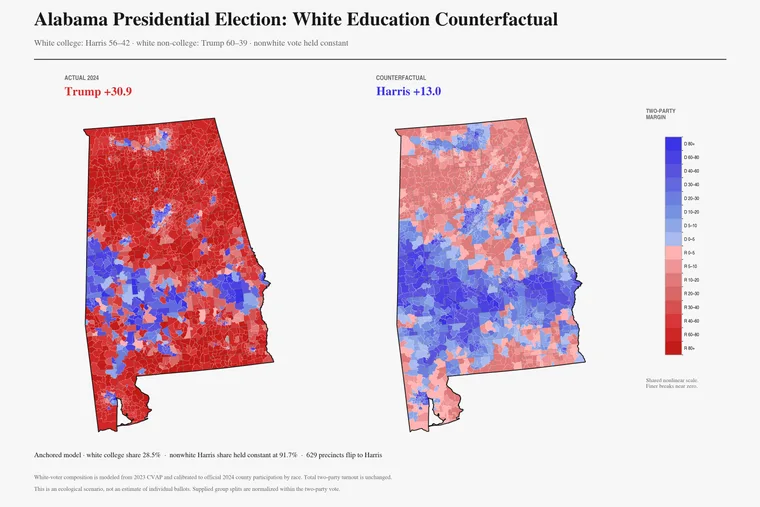 Alabama Presidential Election: White Education Counterfactual
White college: Harris 56–42 · white non-college: Trump 60–39 · nonwhite vote held constant
ACTUAL 2024
Trump +30.9
COUNTERFACTUAL
Harris +13.0
TWO-PARTY
MARGIN
D 80+
D 60–80
D 40–60
D 30–40
D 20–30
D 10–20
D 5–10
D 0–5
R 0–5
R 5–10
R 10–20
R 20–30
R 30–40
R 40–60
R 60–80
R 80+
Shared nonlinear scale.
Finer breaks near zero.
Anchored model · white college share 28.5% · nonwhite Harris share held constant at 91.7% · 629 precincts flip to Harris
White-voter composition is modeled from 2023 CVAP and calibrated to official 2024 county participation by race. Total two-party turnout is unchanged.
This is an ecological scenario, not an estimate of individual ballots. Supplied group splits are normalized within the two-party vote.